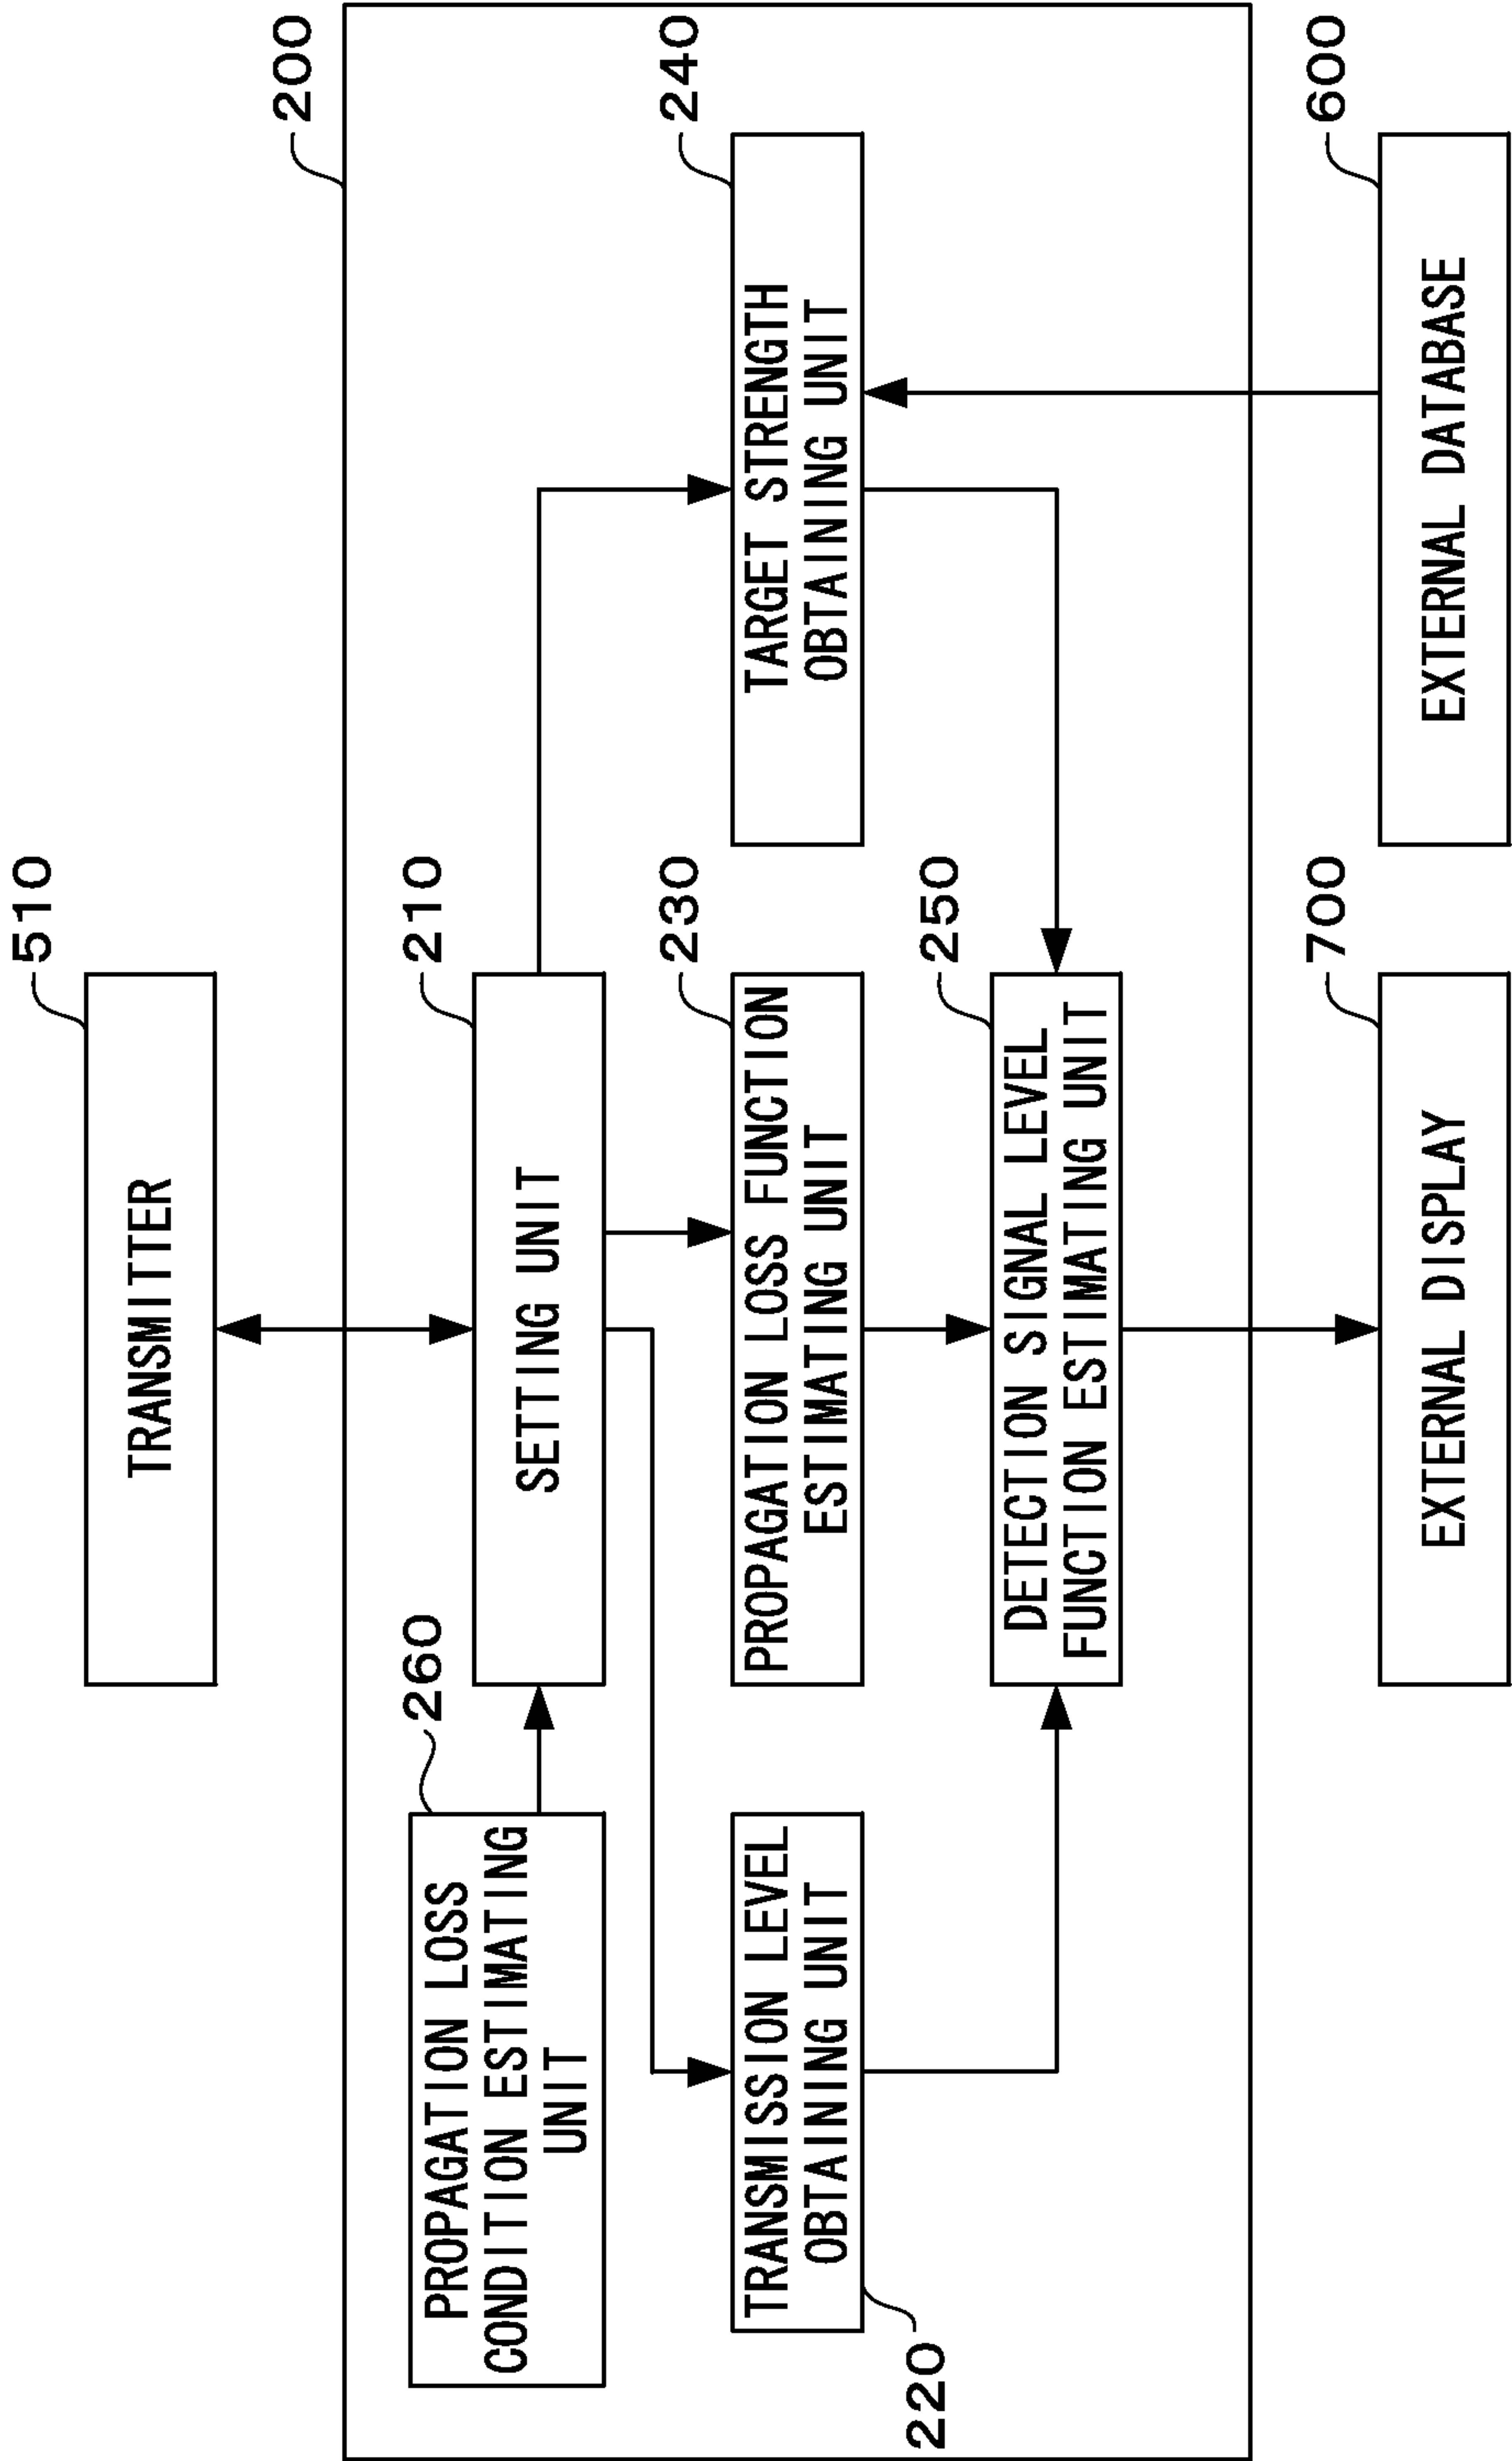 510
TRANSMITTER
200
260
PROPAGATION LOSS
CONDITION ESTIMATING
UNIT
210
SETTING UNIT
TRANSMISSION LEVEL
OBTAINING UNIT
220
230
PROPAGATION LOSS FUNCTION
ESTIMATING UNIT
240
TARGET STRENGTH
OBTAINING UNIT
250
DETECTION SIGNAL LEVEL
FUNCTION ESTIMATING UNIT
700
EXTERNAL DISPLAY
600
EXTERNAL DATABASE